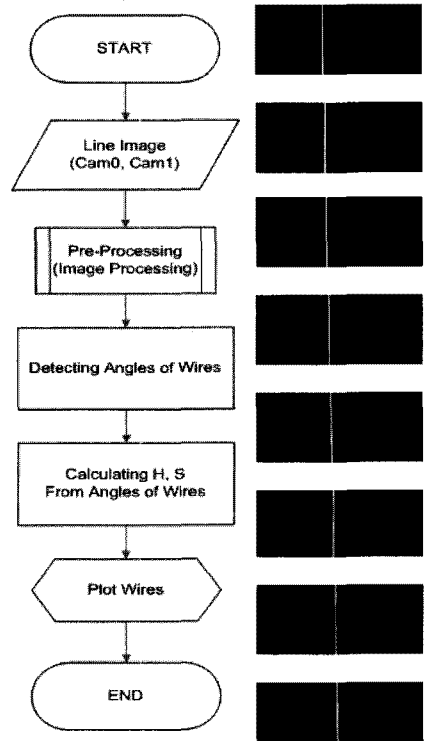 START
Line Image
(Cam0, Cam1)
Pre-Processing
(Image Processing)
Detecting Angles of Wires
Calculating H, S
From Angles of Wires
Plot Wires
END